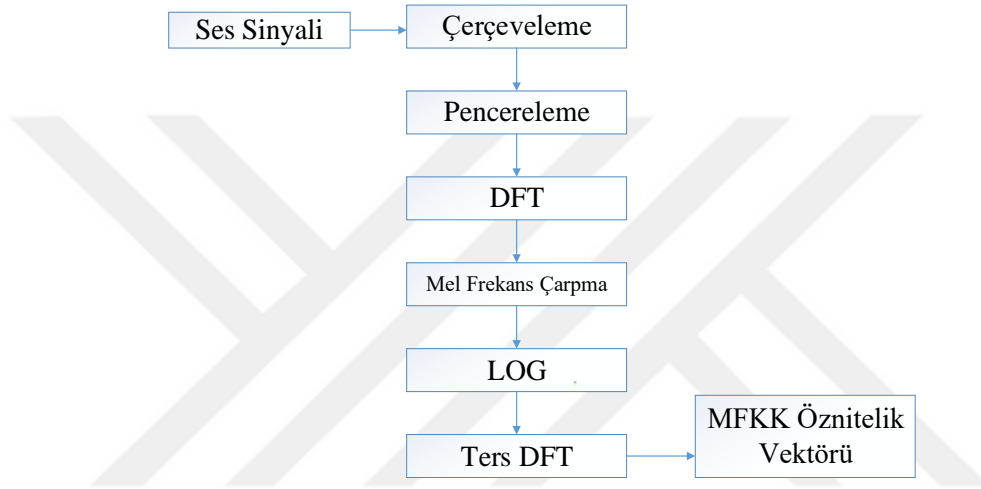 Ses Sinyali
Çerçeveleme
Pencereleme
DFT
Mel Frekans Çarpma
LOG
Ters DFT
MFKK Öznitelik
Vektörü